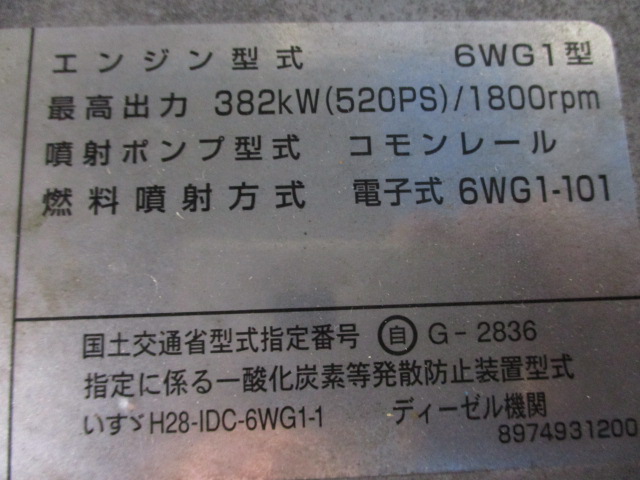 エンジン型式 6WG1型
最高出力 382kW(520PS)/1800rpm
噴射ポンプ型式 コモンレール
燃料噴射方式 電子式 6WG1-101
国土交通省型式指定番号 自 G-2836
指定に係る一酸化炭素等発散防止装置型式
いすゞH28-IDC-6WG1-1 ディーゼル機関
8974931200